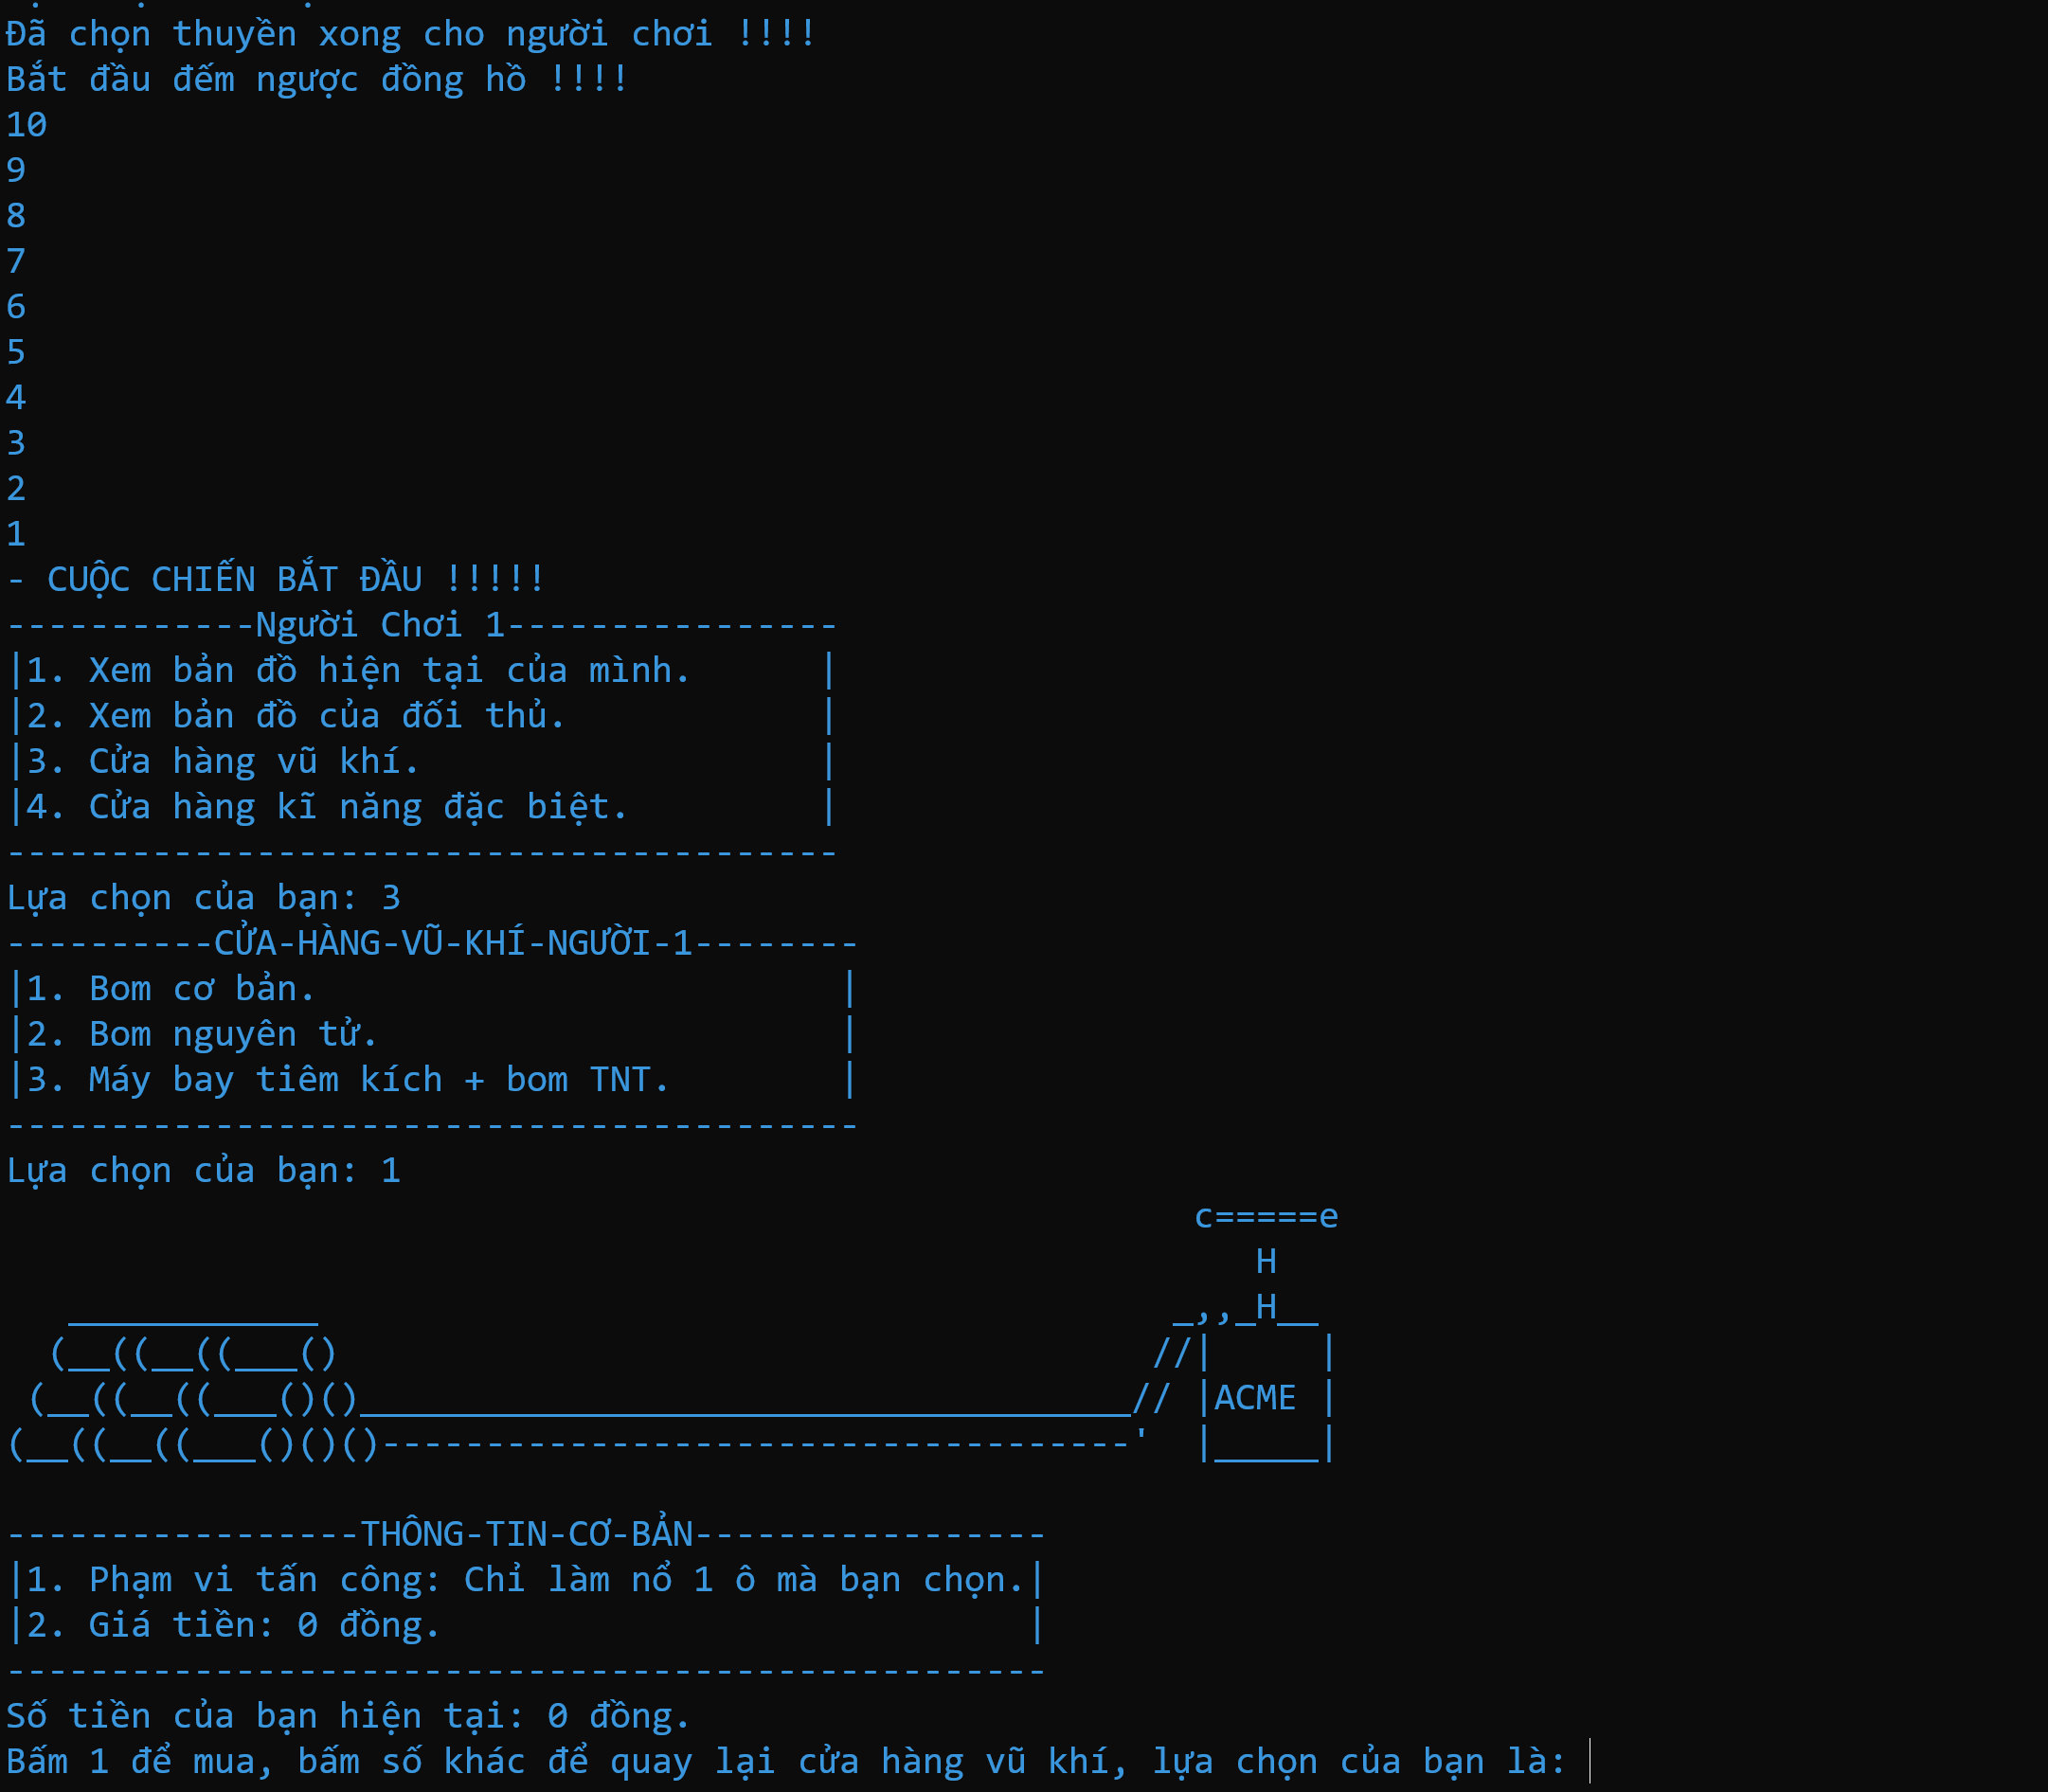 Đã chọn thuyền xong cho người chơi !!!!
Bắt đầu đếm ngược đồng hồ !!!!
10
9
8
7
6
5
4
3
2
1
- CUỘC CHIẾN BẮT ĐẦU !!!!!
------------Người Chơi 1----------------
|1. Xem bản đồ hiện tại của mình.      |
|2. Xem bản đồ của đối thủ.            |
|3. Cửa hàng vũ khí.                   |
|4. Cửa hàng kĩ năng đặc biệt.         |
----------------------------------------
Lựa chọn của bạn: 3
----------CỬA-HÀNG-VŨ-KHÍ-NGƯỜI-1--------
|1. Bom cơ bản.                         |
|2. Bom nguyên tử.                      |
|3. Máy bay tiêm kích + bom TNT.        |
-----------------------------------------
Lựa chọn của bạn: 1
                                                         c=====e
                                                            H
   ____________                                         _,,_H__
  (__((__((___()                                       //|     |
 (__((__((___()()_____________________________________// |ACME |
(__((__((___()()()------------------------------------'  |_____|
-----------------THÔNG-TIN-CƠ-BẢN-----------------
|1. Phạm vi tấn công: Chỉ làm nổ 1 ô mà bạn chọn.|
|2. Giá tiền: 0 đồng.                            |
--------------------------------------------------
Số tiền của bạn hiện tại: 0 đồng.
Bấm 1 để mua, bấm số khác để quay lại cửa hàng vũ khí, lựa chọn của bạn là: